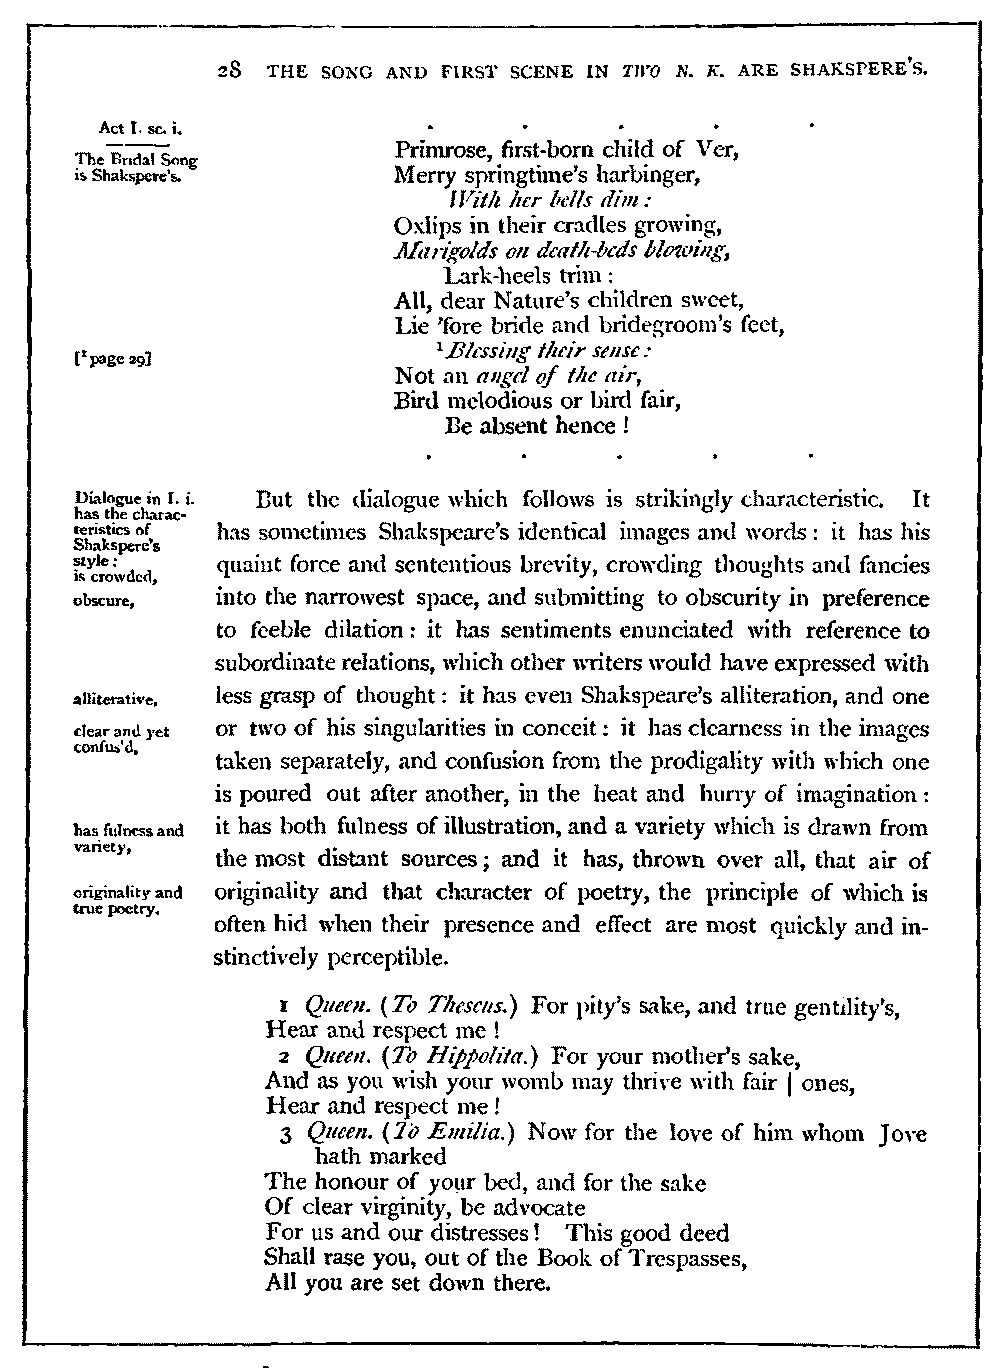 28 THE SONG AND FIRST SCENE IN TWO N. K. ARE SHAKSPERE'S.
Act I. sc. i.
The Bridal Song
is Shakspere's.
. . . . .
Primrose, first-born child of Ver,
Merry springtime's harbinger,
With her bells dim :
Oxlips in their cradles growing,
Marigolds on death-beds blowing,
Lark-heels trim :
All, dear Nature's children sweet,
Lie 'fore bride and bridegroom's feet,
[¹ page 29]
¹ Blessing their sense :
Not an angel of the air,
Bird melodious or bird fair,
Be absent hence !
. . . . .
Dialogue in I. i.
has the charac-
teristics of
Shakspere's
style :
is crowded,
obscure,
alliterative,
clear and yet
confus'd,
has fulness and
variety,
originality and
true poetry.
But the dialogue which follows is strikingly characteristic. It
has sometimes Shakspeare's identical images and words : it has his
quaint force and sententious brevity, crowding thoughts and fancies
into the narrowest space, and submitting to obscurity in preference
to feeble dilation : it has sentiments enunciated with reference to
subordinate relations, which other writers would have expressed with
less grasp of thought : it has even Shakspeare's alliteration, and one
or two of his singularities in conceit : it has clearness in the images
taken separately, and confusion from the prodigality with which one
is poured out after another, in the heat and hurry of imagination :
it has both fulness of illustration, and a variety which is drawn from
the most distant sources ; and it has, thrown over all, that air of
originality and that character of poetry, the principle of which is
often hid when their presence and effect are most quickly and in-
stinctively perceptible.
1 Queen. (To Theseus.) For pity's sake, and true gentility's,
Hear and respect me !
2 Queen. (To Hippolita.) For your mother's sake,
And as you wish your womb may thrive with fair | ones,
Hear and respect me !
3 Queen. (To Emilia.) Now for the love of him whom Jove
hath marked
The honour of your bed, and for the sake
Of clear virginity, be advocate
For us and our distresses ! This good deed
Shall rase you, out of the Book of Trespasses,
All you are set down there.